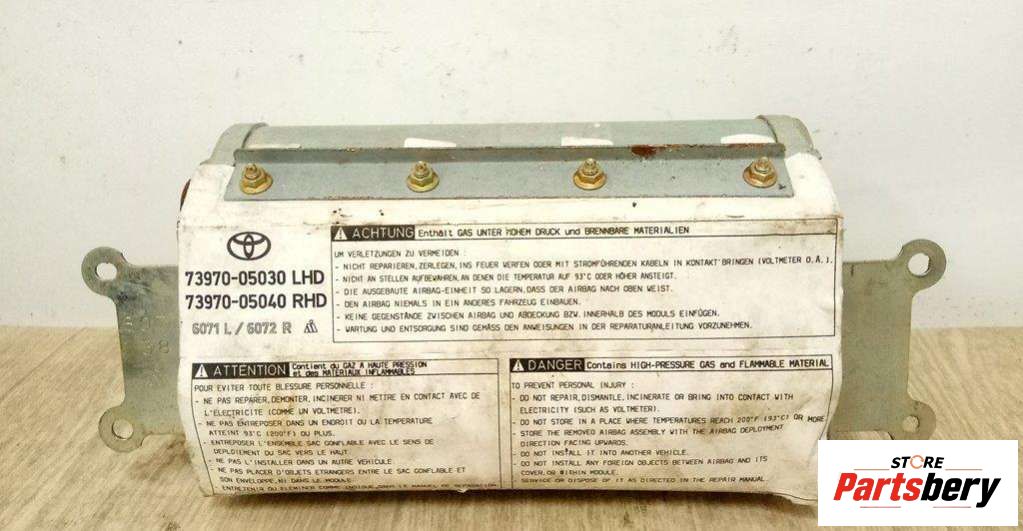 73970-05030 LHD
73970-05040 RHD
6071 L / 6072 R
ACHTUNG Enthält GAS UNTER HOHEM DRUCK und BRENNBARE MATERIALIEN
UM VERLETZUNGEN ZU VERMEIDEN :
- NICHT REPARIEREN, ZERLEGEN, INS FEUER WERFEN ODER MIT STROMFÜHRENDEN KABELN IN KONTAKT BRINGEN (VOLTMETER O.Ä.).
- NICHT AN STELLEN AUFBEWAHREN, AN DENEN DIE TEMPERATUR AUF 93°C ODER HÖHER ANSTEIGT.
- DIE AUSGEBAUTE AIRBAG-EINHEIT SO LAGERN, DASS DER AIRBAG NACH OBEN WEIST.
- DEN AIRBAG NIEMALS IN EIN ANDERES FAHRZEUG EINBAUEN.
- KEINE GEGENSTÄNDE ZWISCHEN AIRBAG UND ABDECKUNG BZW. INNERHALB DES MODULS EINFÜGEN.
- WARTUNG UND ENTSORGUNG SIND GEMÄSS DEN ANWEISUNGEN IN DER REPARATURANLEITUNG VORZUNEHMEN.
ATTENTION Contient du GAZ A HAUTE PRESSION
et des MATERIAUX INFLAMMABLES
POUR EVITER TOUTE BLESSURE PERSONNELLE :
- NE PAS REPARER, DEMONTER, INCINERER NI METTRE EN CONTACT AVEC DE
L'ELECTRICITE (COMME UN VOLTMETRE).
- NE PAS ENTREPOSER DANS UN ENDROIT OU LA TEMPERATURE
ATTEINT 93°C (200°F) OU PLUS.
- ENTREPOSER L'ENSEMBLE SAC GONFLABLE AVEC LE SENS DE
DEPLOIEMENT DU SAC VERS LE HAUT
- NE PAS L'INSTALLER DANS UN AUTRE VEHICULE
- NE PAS PLACER D'OBJETS ETRANGERS ENTRE LE SAC GONFLABLE ET
SON ENVELOPPE, NI DANS LE MODULE.
ENTRETENIR OU ELIMINER COMME INDIQUE DANS LE MANUEL DE REPARATION
DANGER Contains HIGH-PRESSURE GAS and FLAMMABLE MATERIAL
TO PREVENT PERSONAL INJURY :
- DO NOT REPAIR, DISMANTLE, INCINERATE OR BRING INTO CONTACT WITH
ELECTRICITY (SUCH AS VOLTMETER).
- DO NOT STORE IN A PLACE WHERE TEMPERATURES REACH 200°F (93°C) OR MORE
- STORE THE REMOVED AIRBAG ASSEMBLY WITH THE AIRBAG DEPLOYMENT
DIRECTION FACING UPWARDS.
- DO NOT INSTALL IT INTO ANOTHER VEHICLE.
- DO NOT INSTALL ANY FOREIGN OBJECTS BETWEEN AIRBAG AND ITS
COVER, OR WITHIN MODULE.
SERVICE OR DISPOSE OF IT AS DIRECTED IN THE REPAIR MANUAL.
STORE
Partsbery